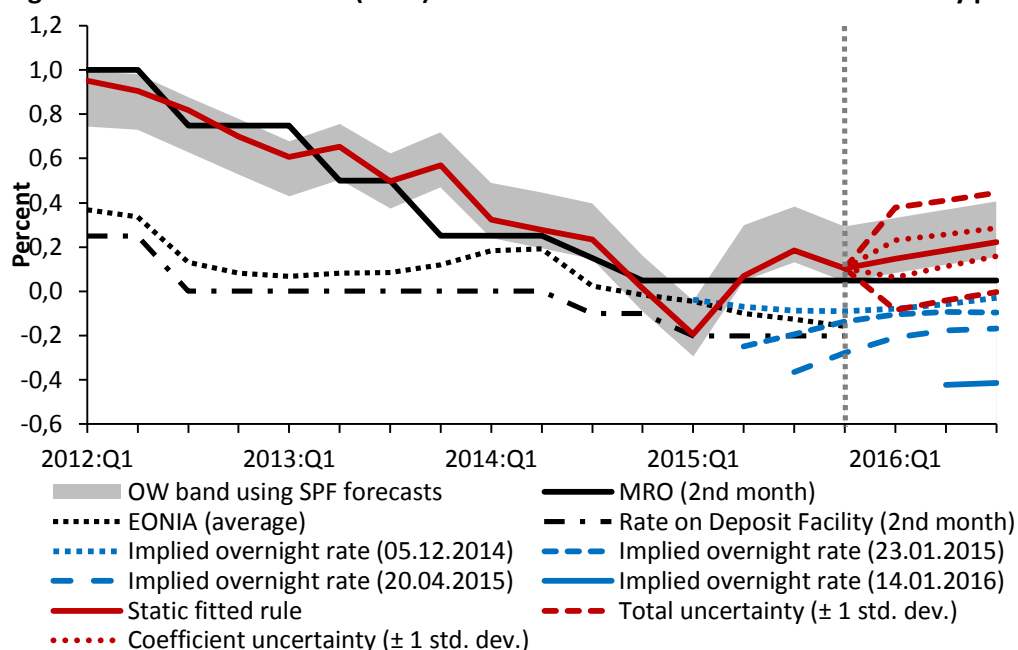 1,2
1,0
0,8
0,6
0,4
0,2
0,0
-0,2
-0,4
-0,6
Percent
2012:Q1 2013:Q1 2014:Q1 2015:Q1 2016:Q1
OW band using SPF forecasts MRO (2nd month)
EONIA (average) Rate on Deposit Facility (2nd month)
Implied overnight rate (05.12.2014) Implied overnight rate (23.01.2015)
Implied overnight rate (20.04.2015) Implied overnight rate (14.01.2016)
Static fitted rule Total uncertainty (± 1 std. dev.)
Coefficient uncertainty (± 1 std. dev.)